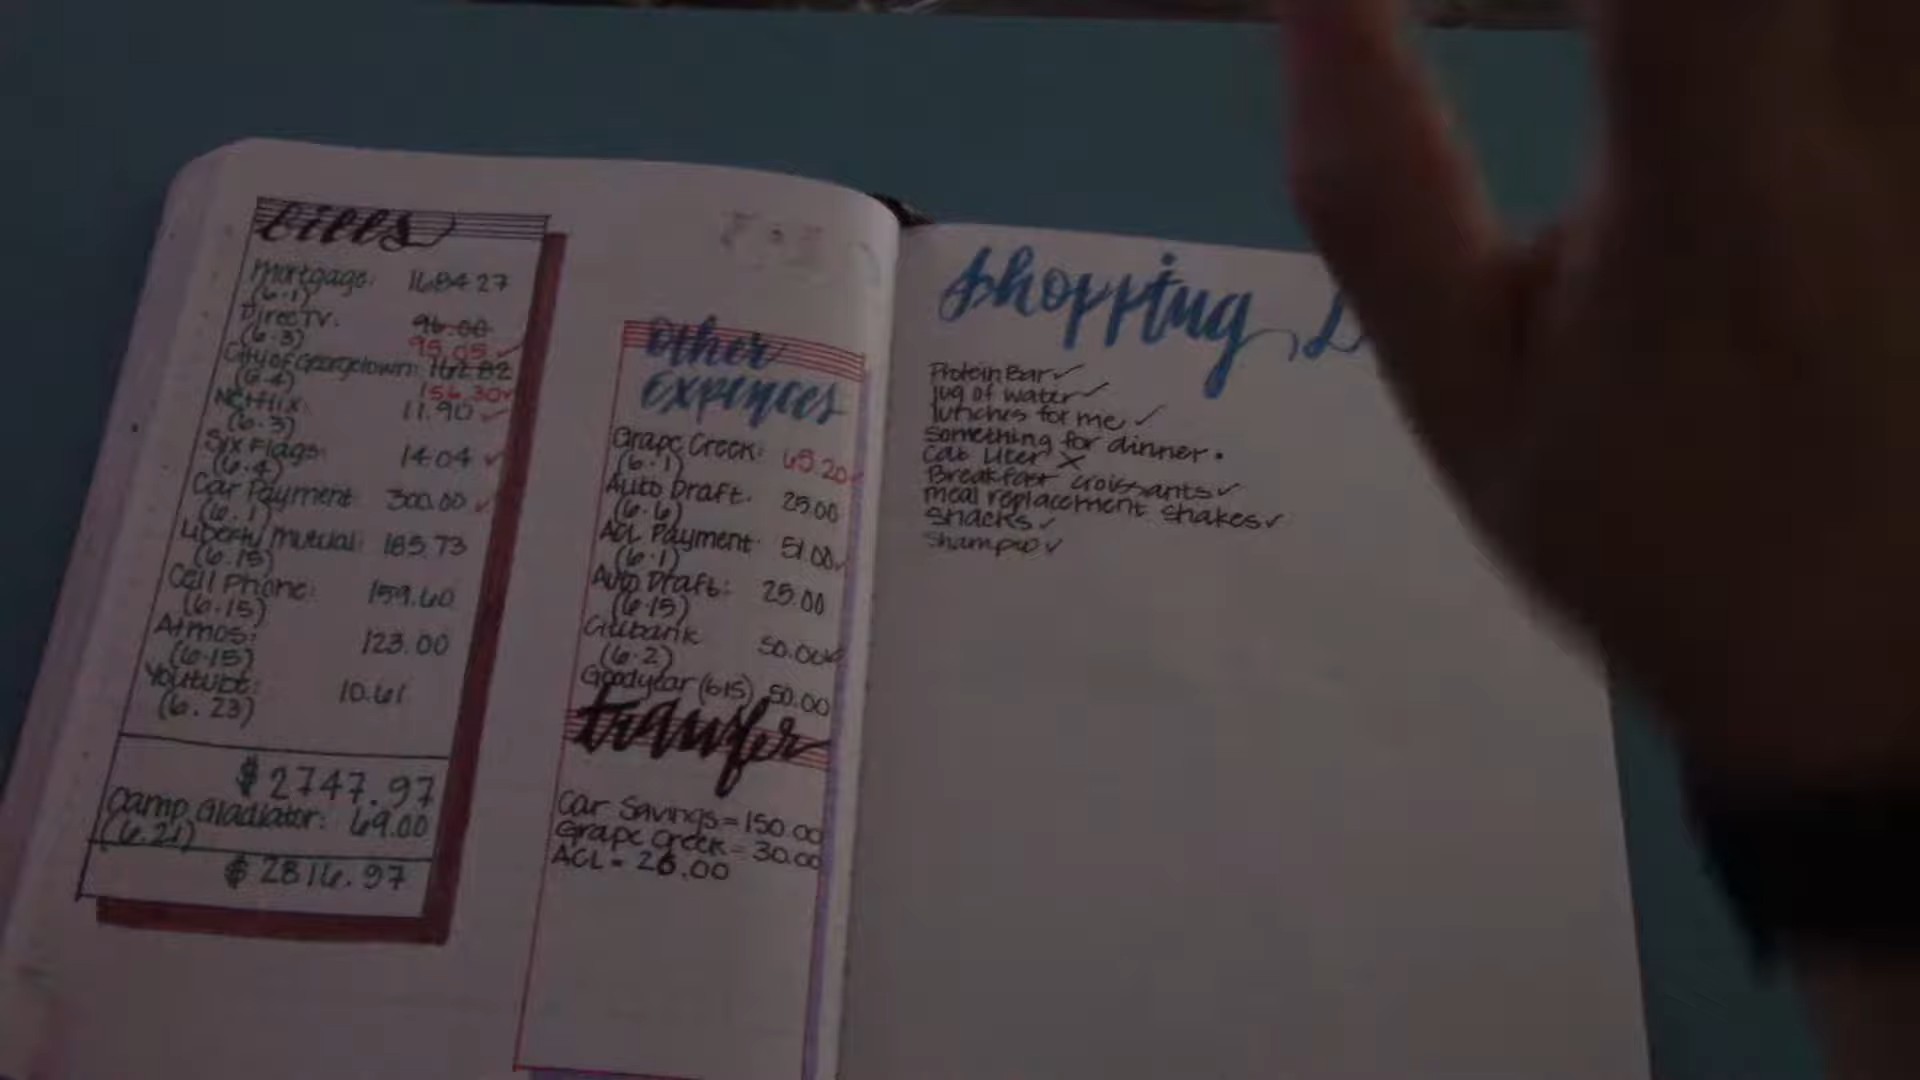 Bills
Mortgage: 1684.27
(6.1)
DirecTV: 96.00
(6.3) 95.05 ✓
City of Georgetown: 162.82
(6.4) 156.30 ✓
Netflix: 11.90 ✓
(6.3)
Six Flags: 14.04 ✓
(6.4)
Car Payment: 300.00 ✓
(6.1)
Liberty Mutual: 185.73
(6.15)
Cell Phone: 159.60
(6.15)
Atmos: 123.00
(6.15)
Youtube: 10.61
(6.23)
$2747.97
Camp Gladiator: 69.00
(6.21)
$2816.97
Other
Expences
Grape Creek: 65.20 ✓
(6.1)
Auto Draft: 25.00
(6.6)
ACL Payment: 51.00 ✓
(6.1)
Auto Draft: 25.00
(6.15)
Citibank 50.00 ✓
(6.2)
Goodyear (6.15) 50.00
Transfer
Car Savings = 150.00
Grape Creek = 30.00
ACL = 26.00
Shopping
Protein Bar ✓
jug of water ✓
lunches for me ✓
something for dinner •
Cat Liter X
Breakfast croissants ✓
meal replacement shakes ✓
snacks ✓
Shampoo ✓